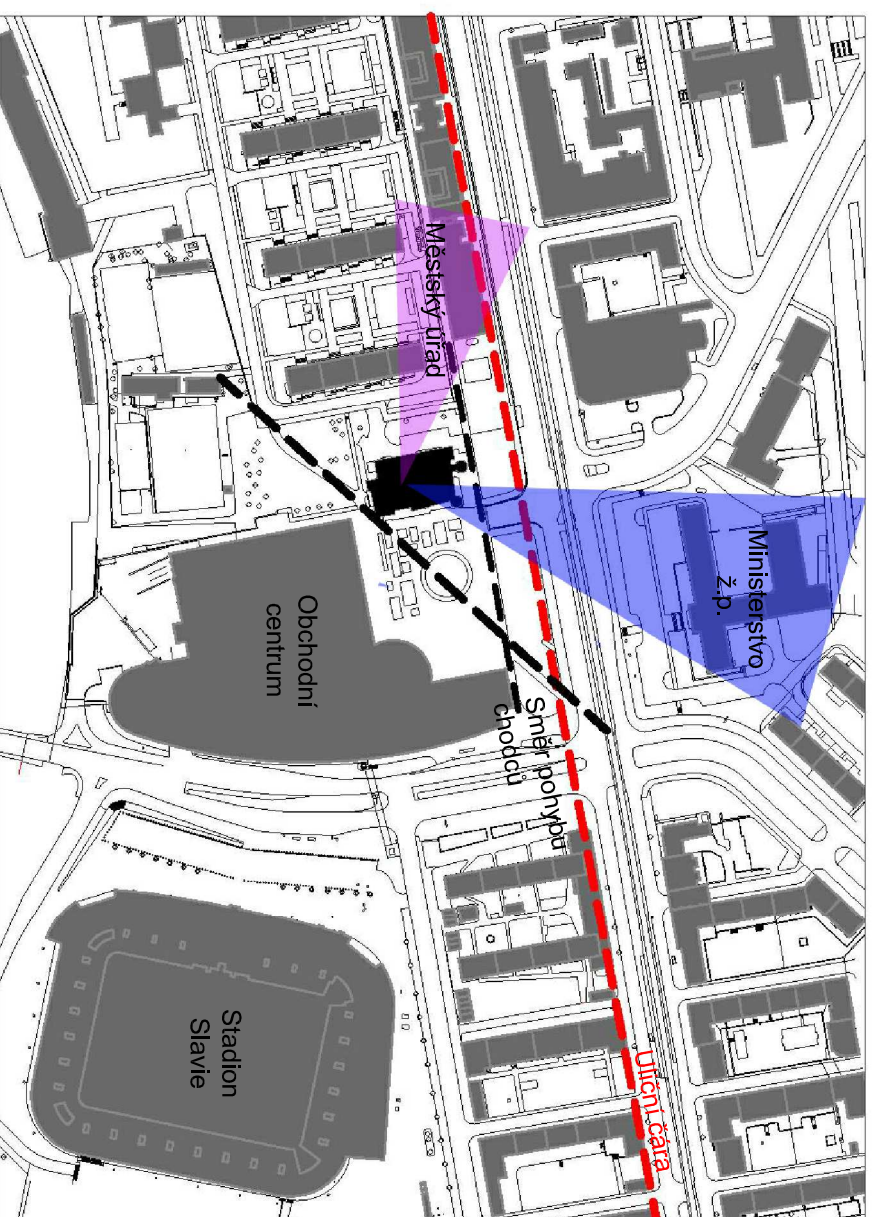 Městský úřad
Ministerstvo
ž.p.
Obchodní
centrum
Směr pohybu
chodců
Uliční čára
Stadion
Slavie